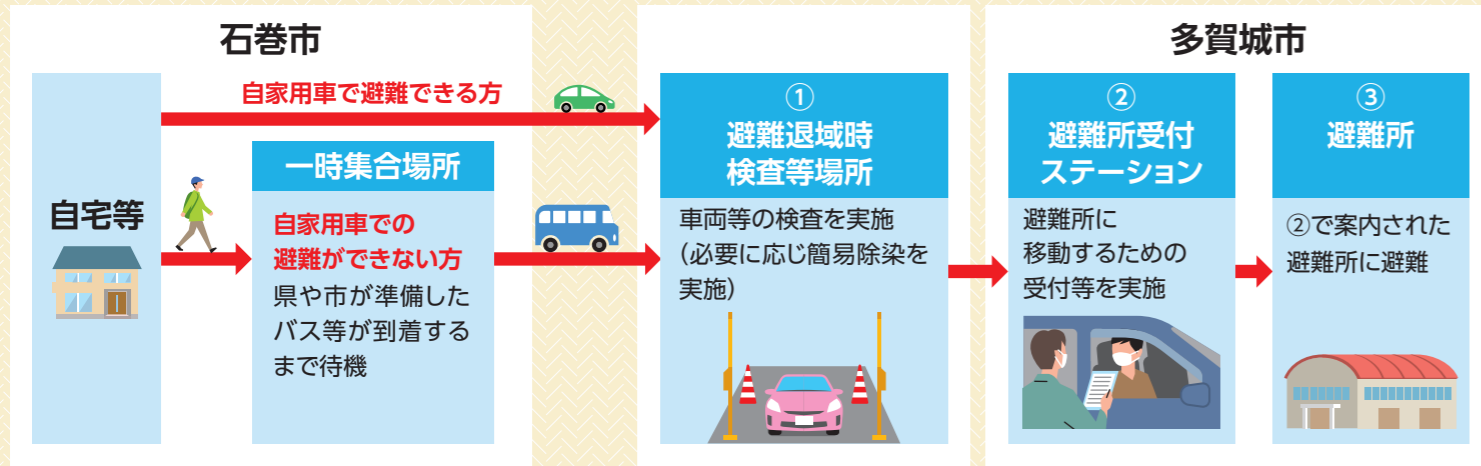 石巻市
自宅等
自家用車で避難できる方
一時集合場所
自家用車での
避難ができない方
県や市が準備した
バス等が到着する
まで待機
①
避難退域時
検査等場所
車両等の検査を実施
(必要に応じ簡易除染を
実施)
多賀城市
②
避難所受付
ステーション
避難所に
移動するための
受付等を実施
③
避難所
②で案内された
避難所に避難